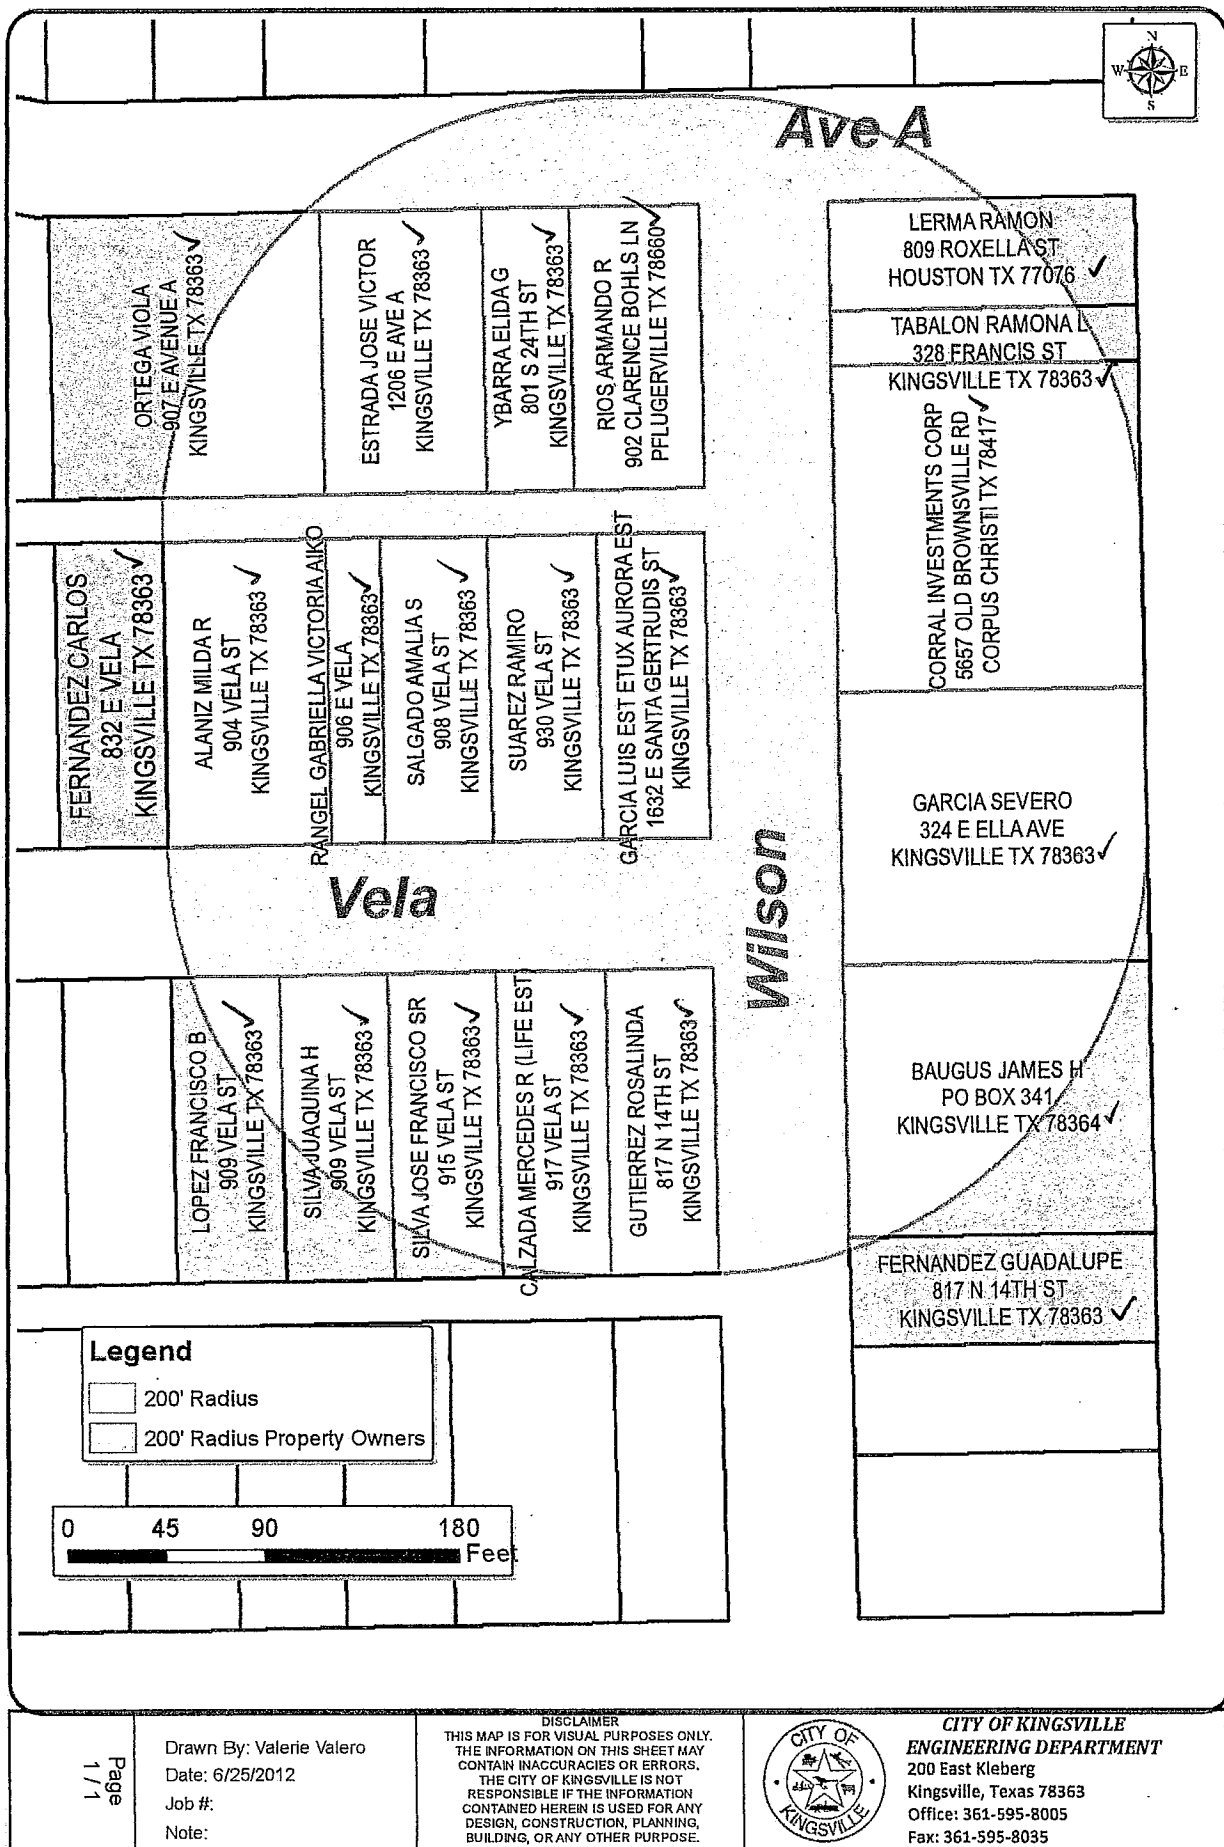 N
W E
S
Ave A
ORTEGA VIOLA
907 E AVENUE A
KINGSVILLE TX 78363
ESTRADA JOSE VICTOR
1206 E AVE A
KINGSVILLE TX 78363
YBARRA ELIDA G
801 S 24TH ST
KINGSVILLE TX 78363
RIOS ARMANDO R
902 CLARENCE BOHLS LN
PFLUGERVILLE TX 78660
LERMA RAMON
809 ROXELLA ST
HOUSTON TX 77076
TABALON RAMONA L
328 FRANCIS ST
KINGSVILLE TX 78363
CORRAL INVESTMENTS CORP
5657 OLD BROWNSVILLE RD
CORPUS CHRISTI TX 78417
FERNANDEZ CARLOS
832 E VELA
KINGSVILLE TX 78363
ALANIZ MILDA R
904 VELA ST
KINGSVILLE TX 78363
RANGEL GABRIELLA VICTORIA AIKO
906 E VELA
KINGSVILLE TX 78363
SALGADO AMALIA S
908 VELA ST
KINGSVILLE TX 78363
SUAREZ RAMIRO
930 VELA ST
KINGSVILLE TX 78363
GARCIA LUIS EST ETUX AURORA EST
1632 E SANTA GERTRUDIS ST
KINGSVILLE TX 78363
GARCIA SEVERO
324 E ELLA AVE
KINGSVILLE TX 78363
Vela
Wilson
LOPEZ FRANCISCO B
909 VELA ST
KINGSVILLE TX 78363
SILVA JUAQUINA H
909 VELA ST
KINGSVILLE TX 78363
SILVA JOSE FRANCISCO SR
915 VELA ST
KINGSVILLE TX 78363
CALZADA MERCEDES R (LIFE EST)
917 VELA ST
KINGSVILLE TX 78363
GUTIERREZ ROSALINDA
817 N 14TH ST
KINGSVILLE TX 78363
BAUGUS JAMES H
PO BOX 341
KINGSVILLE TX 78364
FERNANDEZ GUADALUPE
817 N 14TH ST
KINGSVILLE TX 78363
Legend
200' Radius
200' Radius Property Owners
0 45 90 180
Feet
Page
1 / 1
Drawn By: Valerie Valero
Date: 6/25/2012
Job #:
Note:
DISCLAIMER
THIS MAP IS FOR VISUAL PURPOSES ONLY.
THE INFORMATION ON THIS SHEET MAY
CONTAIN INACCURACIES OR ERRORS.
THE CITY OF KINGSVILLE IS NOT
RESPONSIBLE IF THE INFORMATION
CONTAINED HEREIN IS USED FOR ANY
DESIGN, CONSTRUCTION, PLANNING,
BUILDING, OR ANY OTHER PURPOSE.
CITY OF
KINGSVILLE
CITY OF KINGSVILLE
ENGINEERING DEPARTMENT
200 East Kleberg
Kingsville, Texas 78363
Office: 361-595-8005
Fax: 361-595-8035